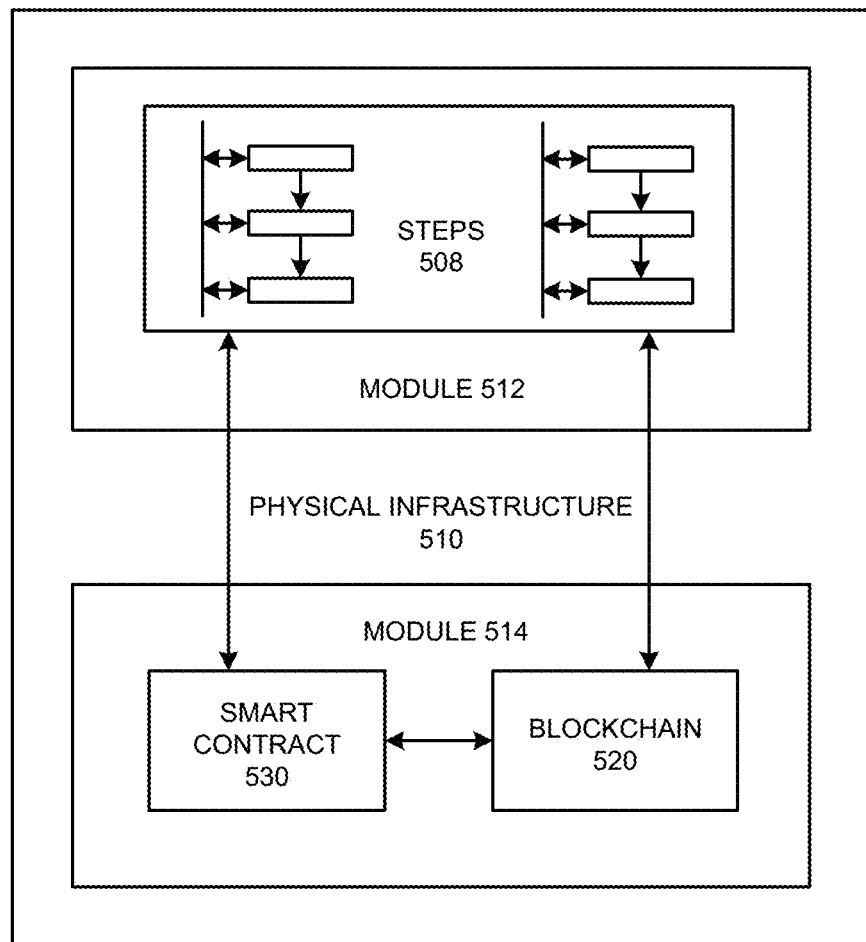 STEPS
508
MODULE 512
PHYSICAL INFRASTRUCTURE
510
MODULE 514
SMART
CONTRACT
530
BLOCKCHAIN
520